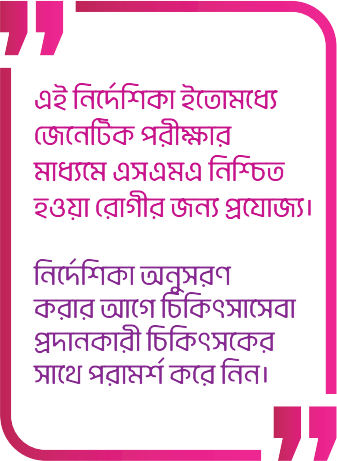 এই নির্দেশিকা ইতোমধ্যে
জেনেটিক পরীক্ষার
মাধ্যমে এসএমএ নিশ্চিত
হওয়া রোগীর জন্য প্রযোজ্য।
নির্দেশিকা অনুসরণ
করার আগে চিকিৎসাসেবা
প্রদানকারী চিকিৎসকের
সাথে পরামর্শ করে নিন।